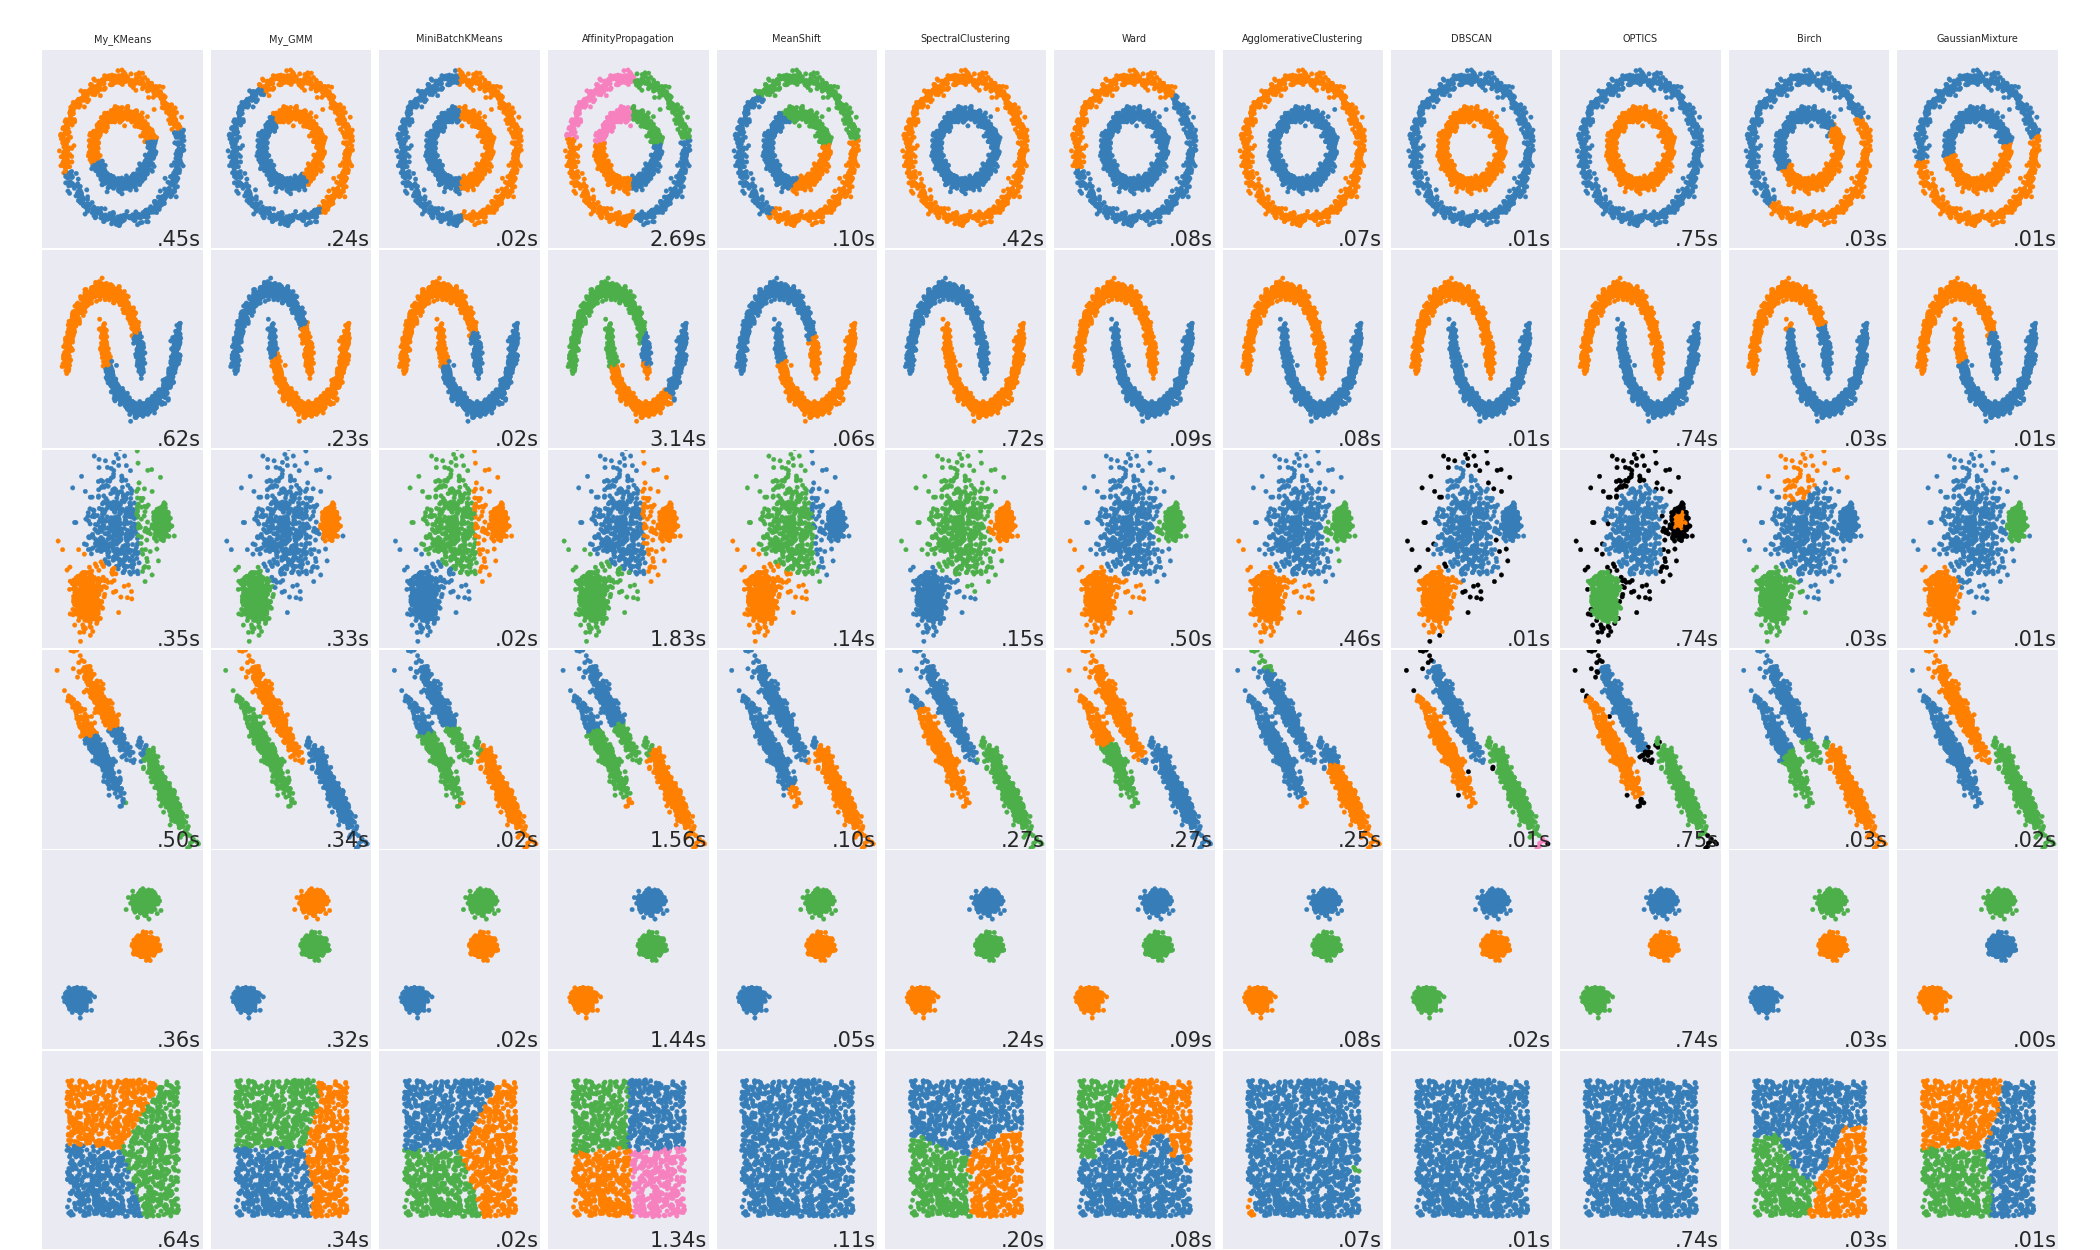 My_KMeans My_GMM MiniBatchKMeans AffinityPropagation MeanShift SpectralClustering Ward AgglomerativeClustering DBSCAN OPTICS Birch GaussianMixture
.45s .24s .02s 2.69s .10s .42s .08s .07s .01s .75s .03s .01s
.62s .23s .02s 3.14s .06s .72s .09s .08s .01s .74s .03s .01s
.35s .33s .02s 1.83s .14s .15s .50s .46s .01s .74s .03s .01s
.50s .34s .02s 1.56s .10s .27s .27s .25s .01s .75s .03s .02s
.36s .32s .02s 1.44s .05s .24s .09s .08s .02s .74s .03s .00s
.64s .34s .02s 1.34s .11s .20s .08s .07s .01s .74s .03s .01s